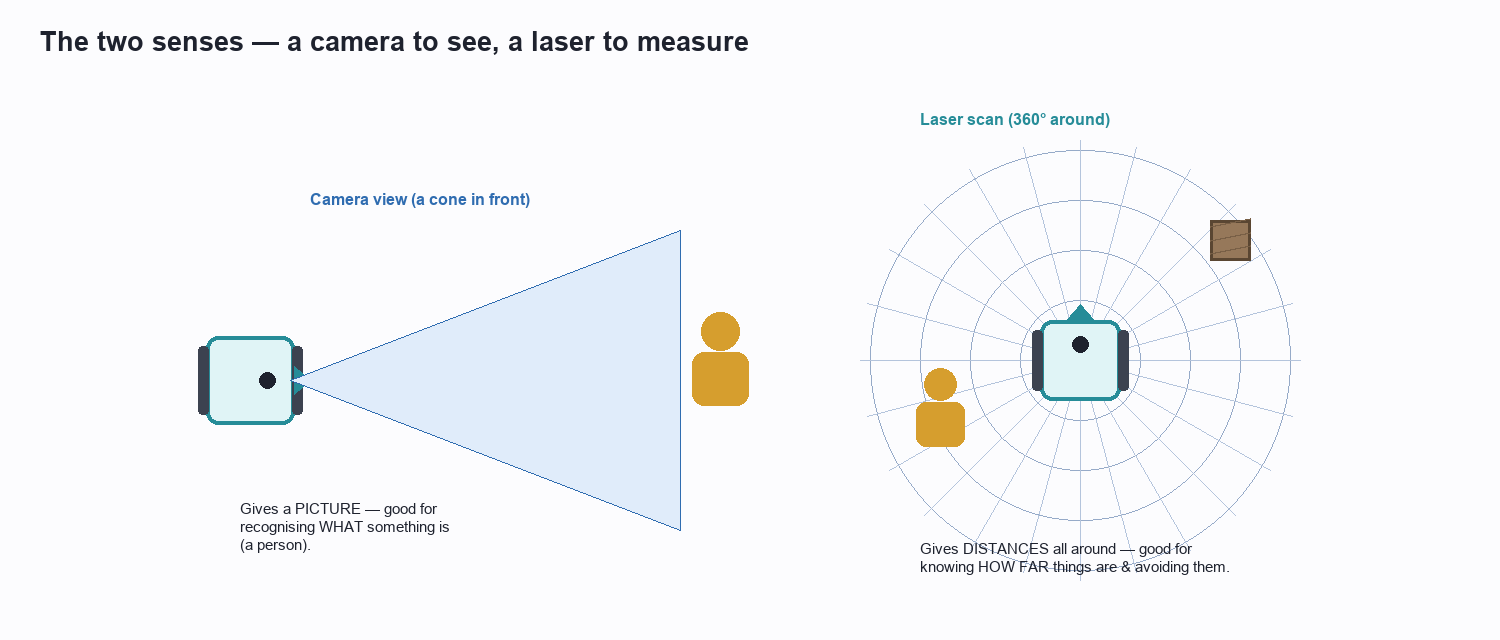 The two senses — a camera to see, a laser to measure
Camera view (a cone in front)
Gives a PICTURE — good for
recognising WHAT something is
(a person).
Laser scan (360° around)
Gives DISTANCES all around — good for
knowing HOW FAR things are & avoiding them.